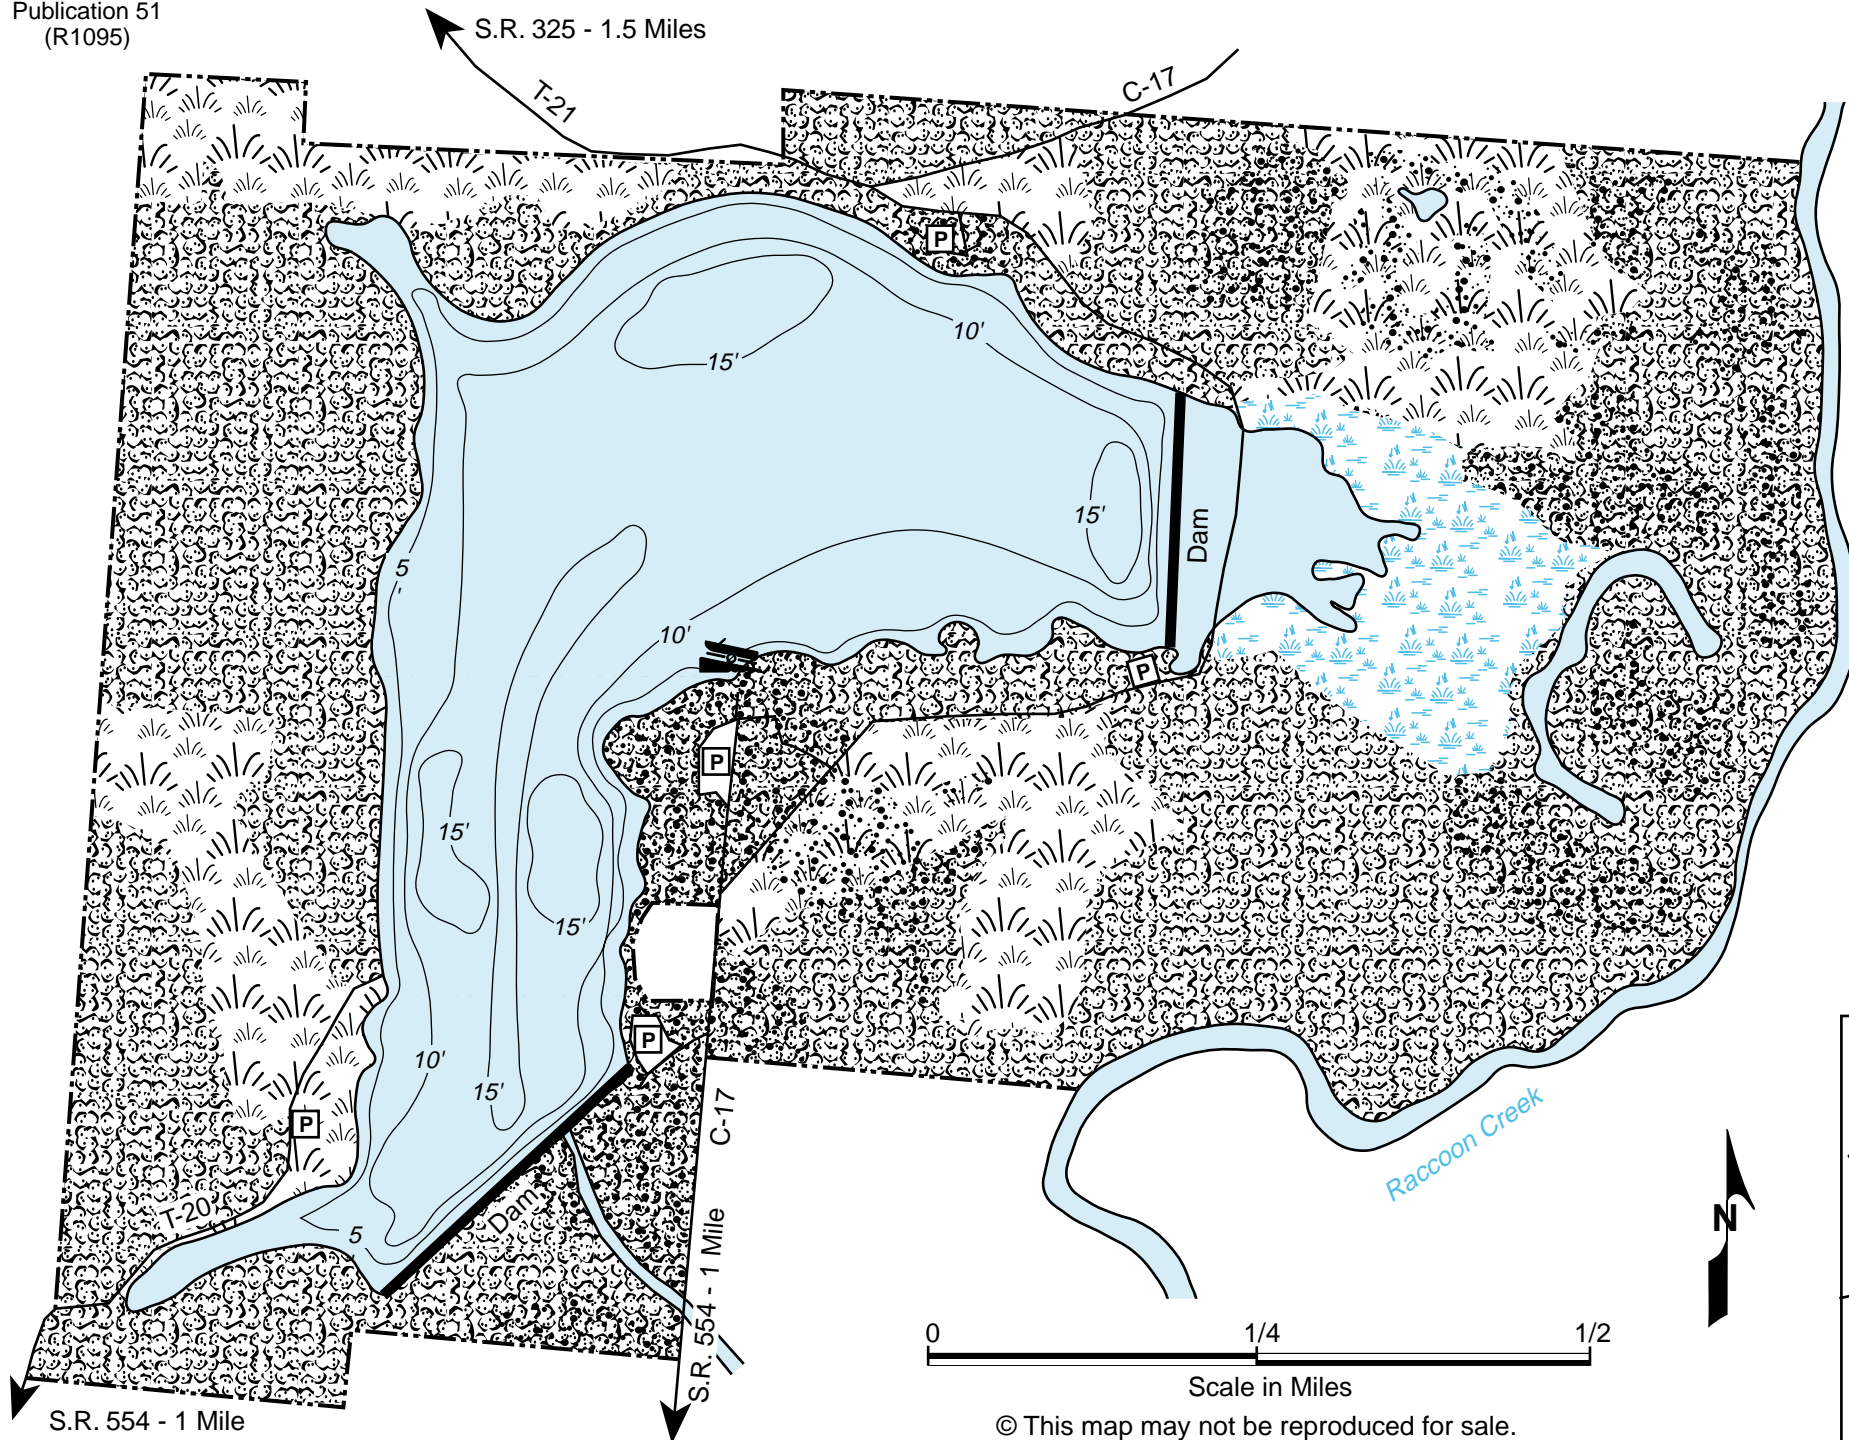 Publication 51
(R1095)
S.R. 325 - 1.5 Miles
T-21
C-17
P
10'
15'
15'
Dam
5
'
10'
P
P
15'
15'
P
10'
15'
P
C-17
Raccoon Creek
T-20
Dam
5
N
S.R. 554 - 1 Mile
0 1/4 1/2
Scale in Miles
S.R. 554 - 1 Mile
© This map may not be reproduced for sale.